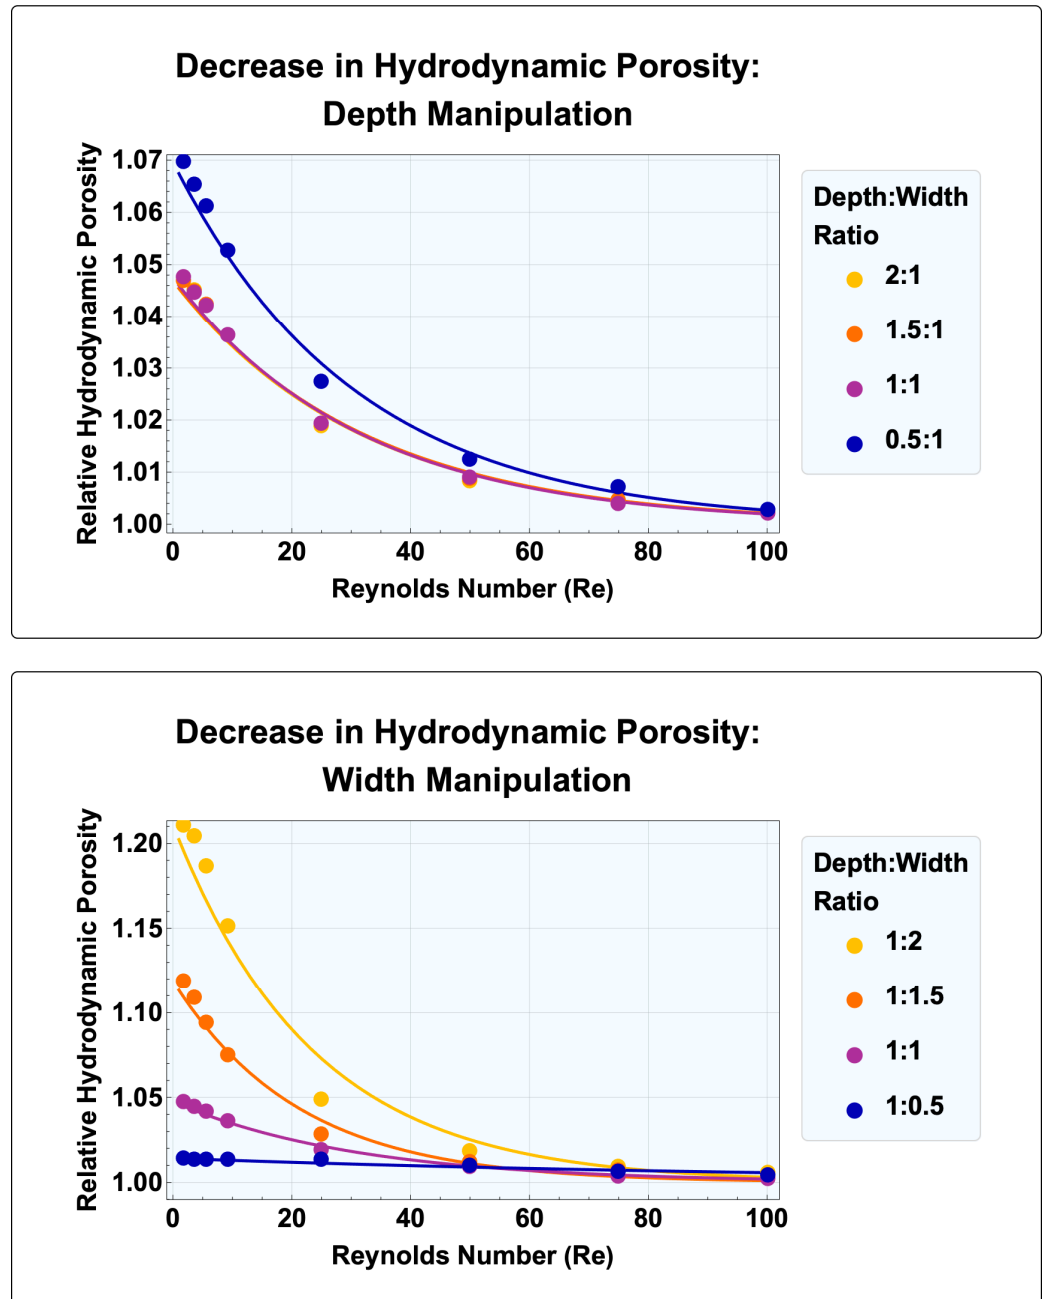 Decrease in Hydrodynamic Porosity:
Depth Manipulation
Relative Hydrodynamic Porosity
1.07
1.06
1.05
1.04
1.03
1.02
1.01
1.00
0 20 40 60 80 100
Reynolds Number (Re)
Depth:Width
Ratio
2:1
1.5:1
1:1
0.5:1
Decrease in Hydrodynamic Porosity:
Width Manipulation
Relative Hydrodynamic Porosity
1.20
1.15
1.10
1.05
1.00
0 20 40 60 80 100
Reynolds Number (Re)
Depth:Width
Ratio
1:2
1:1.5
1:1
1:0.5